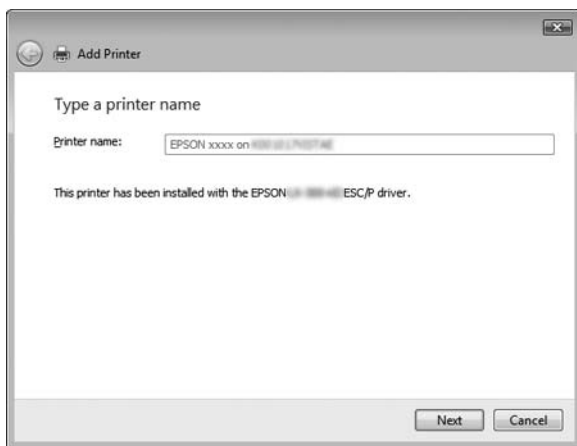 Add Printer
Type a printer name
Printer name:
EPSON xxxx on
This printer has been installed with the EPSON ESC/P driver.
Next
Cancel